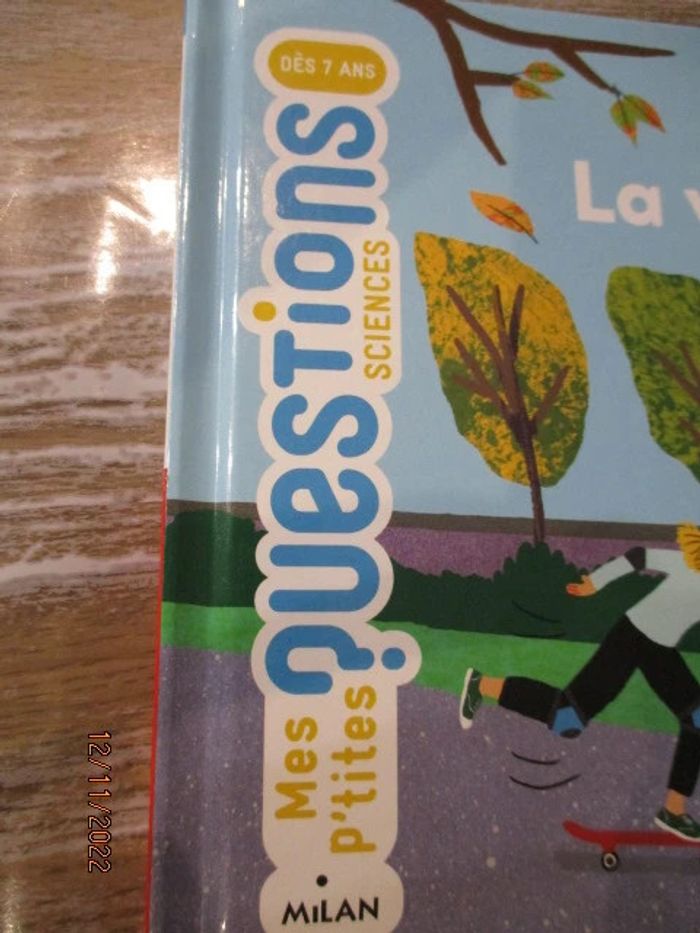 DÈS 7 ANS
Mes
p'tites
questions
SCIENCES
MiLAN
La
12/11/2022